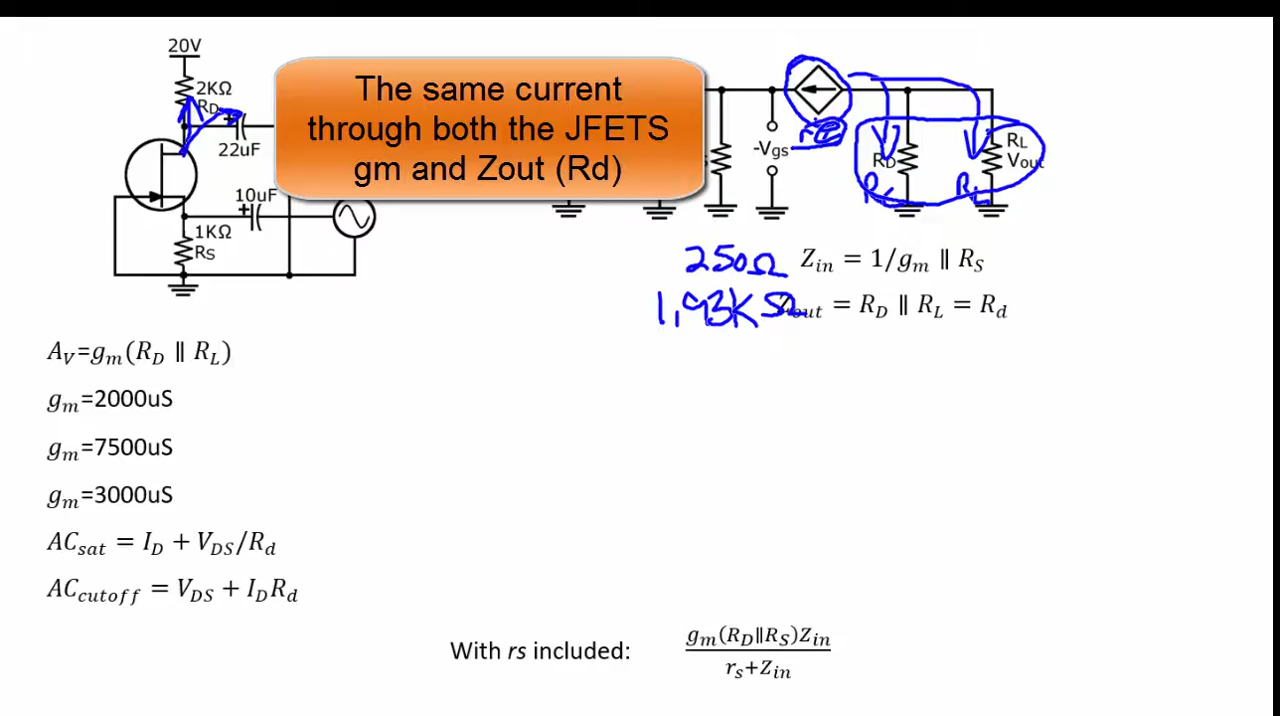 20V
2KΩ
RD
22uF
10uF
1KΩ
RS
The same current
through both the JFETS
gm and Zout (Rd)
-Vgs
RD
RL
Vout
RL
250Ω Zin = 1/gm ∥ RS
1,93KΩ out = RD ∥ RL = Rd
AV=gm(RD ∥ RL)
gm=2000uS
gm=7500uS
gm=3000uS
ACsat = ID + VDS/Rd
ACcutoff = VDS + IDRd
With rs included: gm(RD∥RS)Zin
rs+Zin